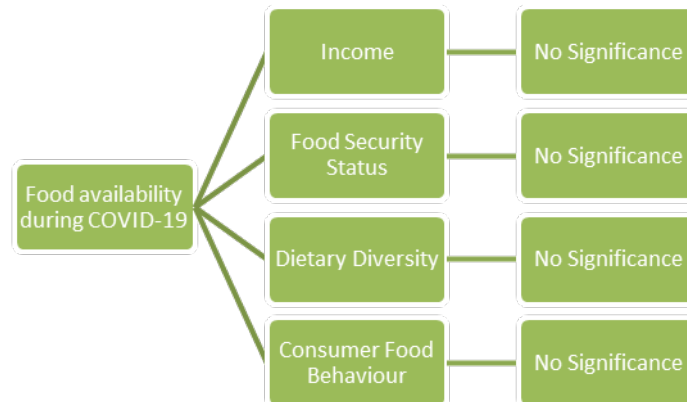 Income
No Significance
Food Security
Status
No Significance
Food availability
during COVID-19
Dietary Diversity
No Significance
Consumer Food
Behaviour
No Significance